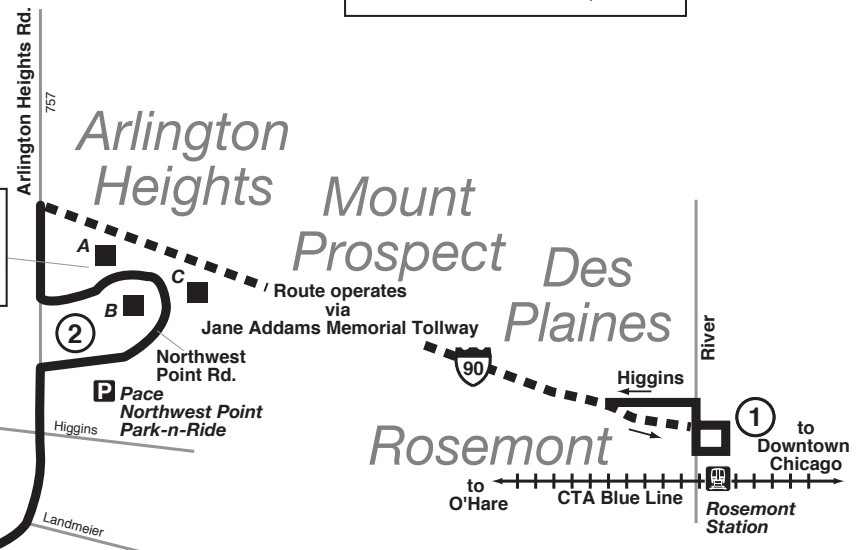 Arlington Heights Rd.
757
Arlington
Heights
Mount
Prospect
Des
Plaines
A
B
C
2
Route operates
via
Jane Addams Memorial Tollway
Northwest
Point Rd.
P
Pace
Northwest Point
Park-n-Ride
Higgins
Landmeier
90
River
Higgins
1
Rosemont
to
Downtown
Chicago
to
O'Hare
CTA Blue Line
Rosemont
Station